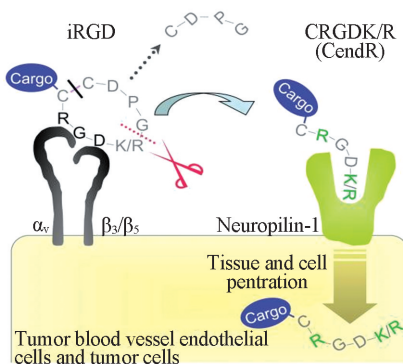 iRGD
C D P G
CRGDK/R
(CendR)
Cargo
C C D P G
R G D K/R
Cargo
C R G D K/R
αv
β3/β5
Neuropilin-1
Tissue and cell
pentration
Cargo
C R G D K/R
Tumor blood vessel endothelial
cells and tumor cells